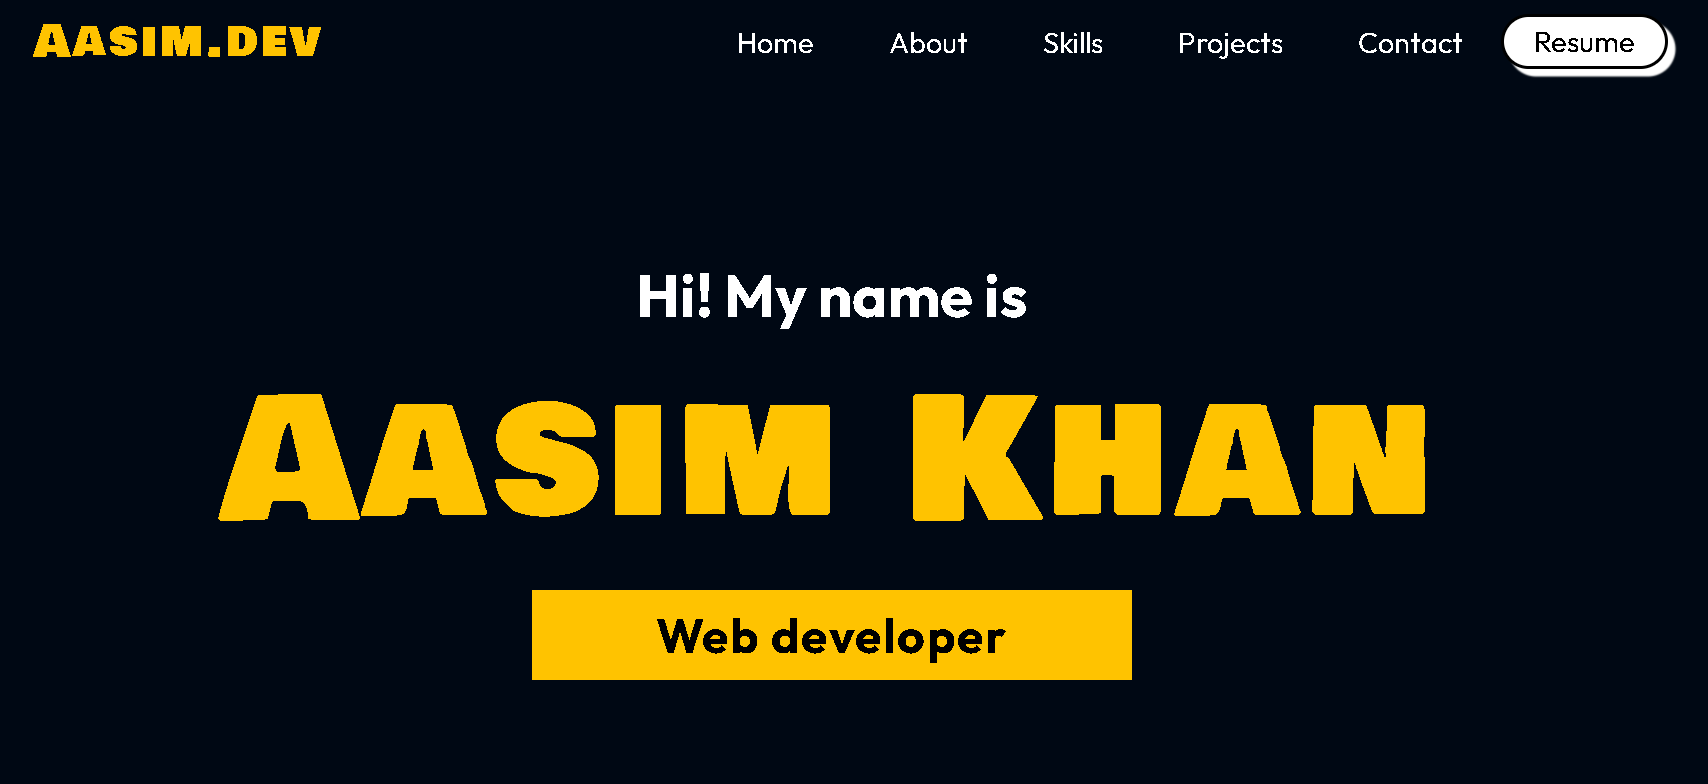 AASIM.DEV Home About Skills Projects Contact Resume
Hi! My name is
AASIM KHAN
Web developer